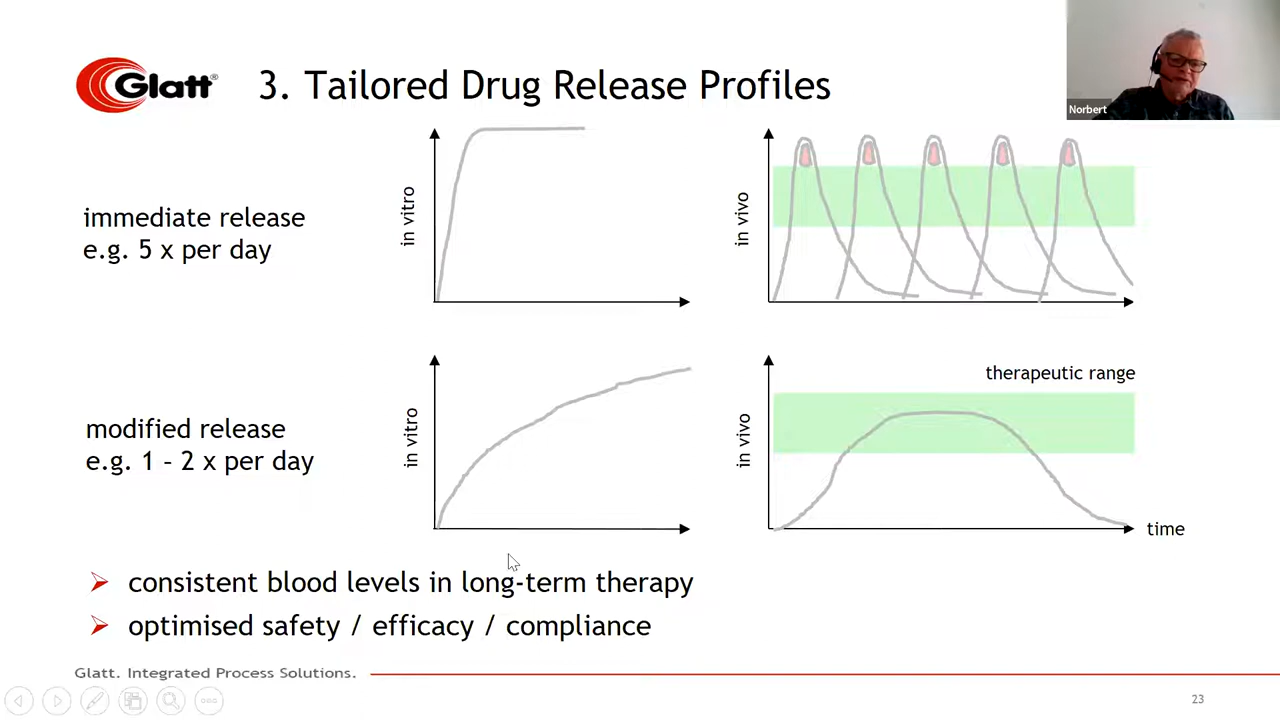 Glatt®
3. Tailored Drug Release Profiles
Norbert
immediate release
e.g. 5 x per day
in vitro
in vivo
modified release
e.g. 1 – 2 x per day
in vitro
in vivo
therapeutic range
time
consistent blood levels in long-term therapy
optimised safety / efficacy / compliance
Glatt. Integrated Process Solutions.
23